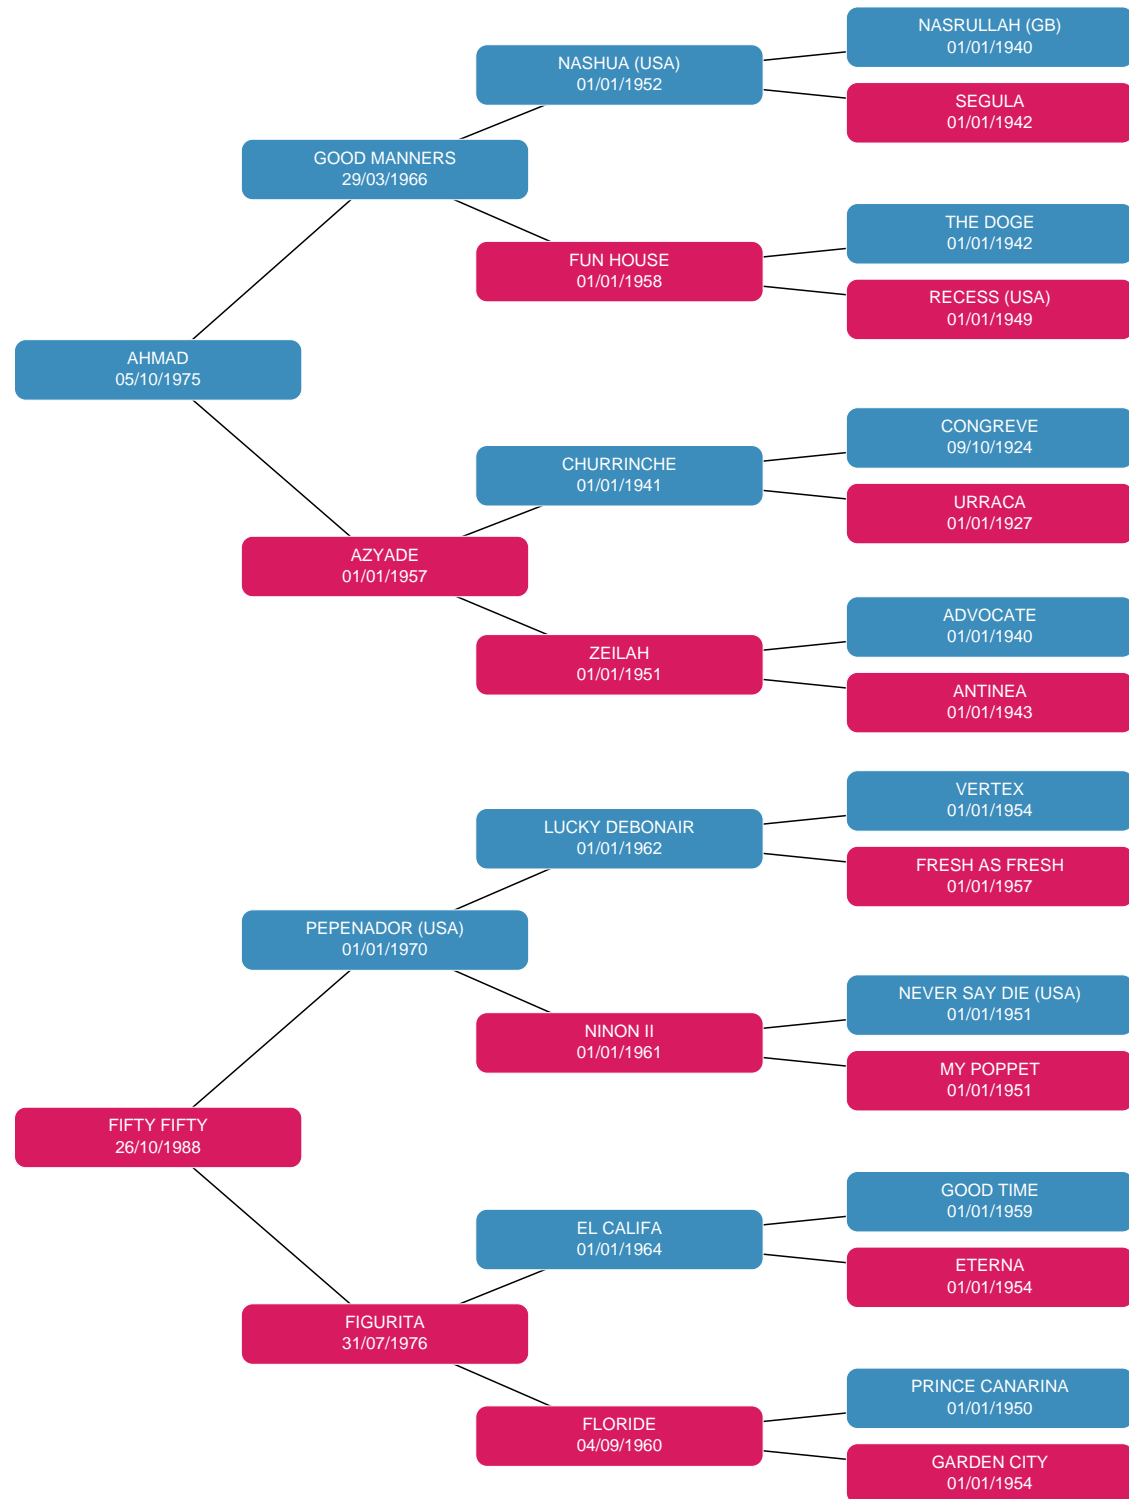 NASRULLAH (GB)
01/01/1940
NASHUA (USA)
01/01/1952
SEGULA
01/01/1942
GOOD MANNERS
29/03/1966
THE DOGE
01/01/1942
FUN HOUSE
01/01/1958
RECESS (USA)
01/01/1949
AHMAD
05/10/1975
CONGREVE
09/10/1924
CHURRINCHE
01/01/1941
URRACA
01/01/1927
AZYADE
01/01/1957
ADVOCATE
01/01/1940
ZEILAH
01/01/1951
ANTINEA
01/01/1943
VERTEX
01/01/1954
LUCKY DEBONAIR
01/01/1962
FRESH AS FRESH
01/01/1957
PEPENADOR (USA)
01/01/1970
NEVER SAY DIE (USA)
01/01/1951
NINON II
01/01/1961
MY POPPET
01/01/1951
FIFTY FIFTY
26/10/1988
GOOD TIME
01/01/1959
EL CALIFA
01/01/1964
ETERNA
01/01/1954
FIGURITA
31/07/1976
PRINCE CANARINA
01/01/1950
FLORIDE
04/09/1960
GARDEN CITY
01/01/1954